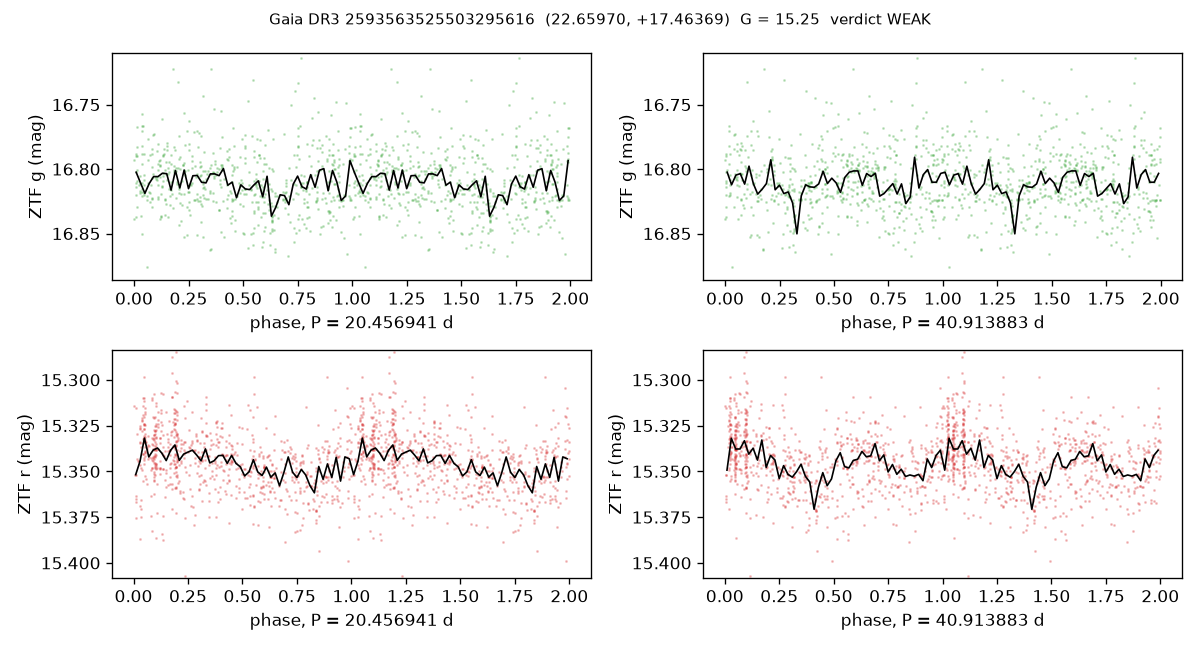 Gaia DR3 2593563525503295616  (22.65970, +17.46369)  G = 15.25  verdict WEAK
ZTF g (mag)
16.75
16.80
16.85
0.00 0.25 0.50 0.75 1.00 1.25 1.50 1.75 2.00
phase, P = 20.456941 d
ZTF g (mag)
16.75
16.80
16.85
0.00 0.25 0.50 0.75 1.00 1.25 1.50 1.75 2.00
phase, P = 40.913883 d
ZTF r (mag)
15.300
15.325
15.350
15.375
15.400
0.00 0.25 0.50 0.75 1.00 1.25 1.50 1.75 2.00
phase, P = 20.456941 d
ZTF r (mag)
15.300
15.325
15.350
15.375
15.400
0.00 0.25 0.50 0.75 1.00 1.25 1.50 1.75 2.00
phase, P = 40.913883 d